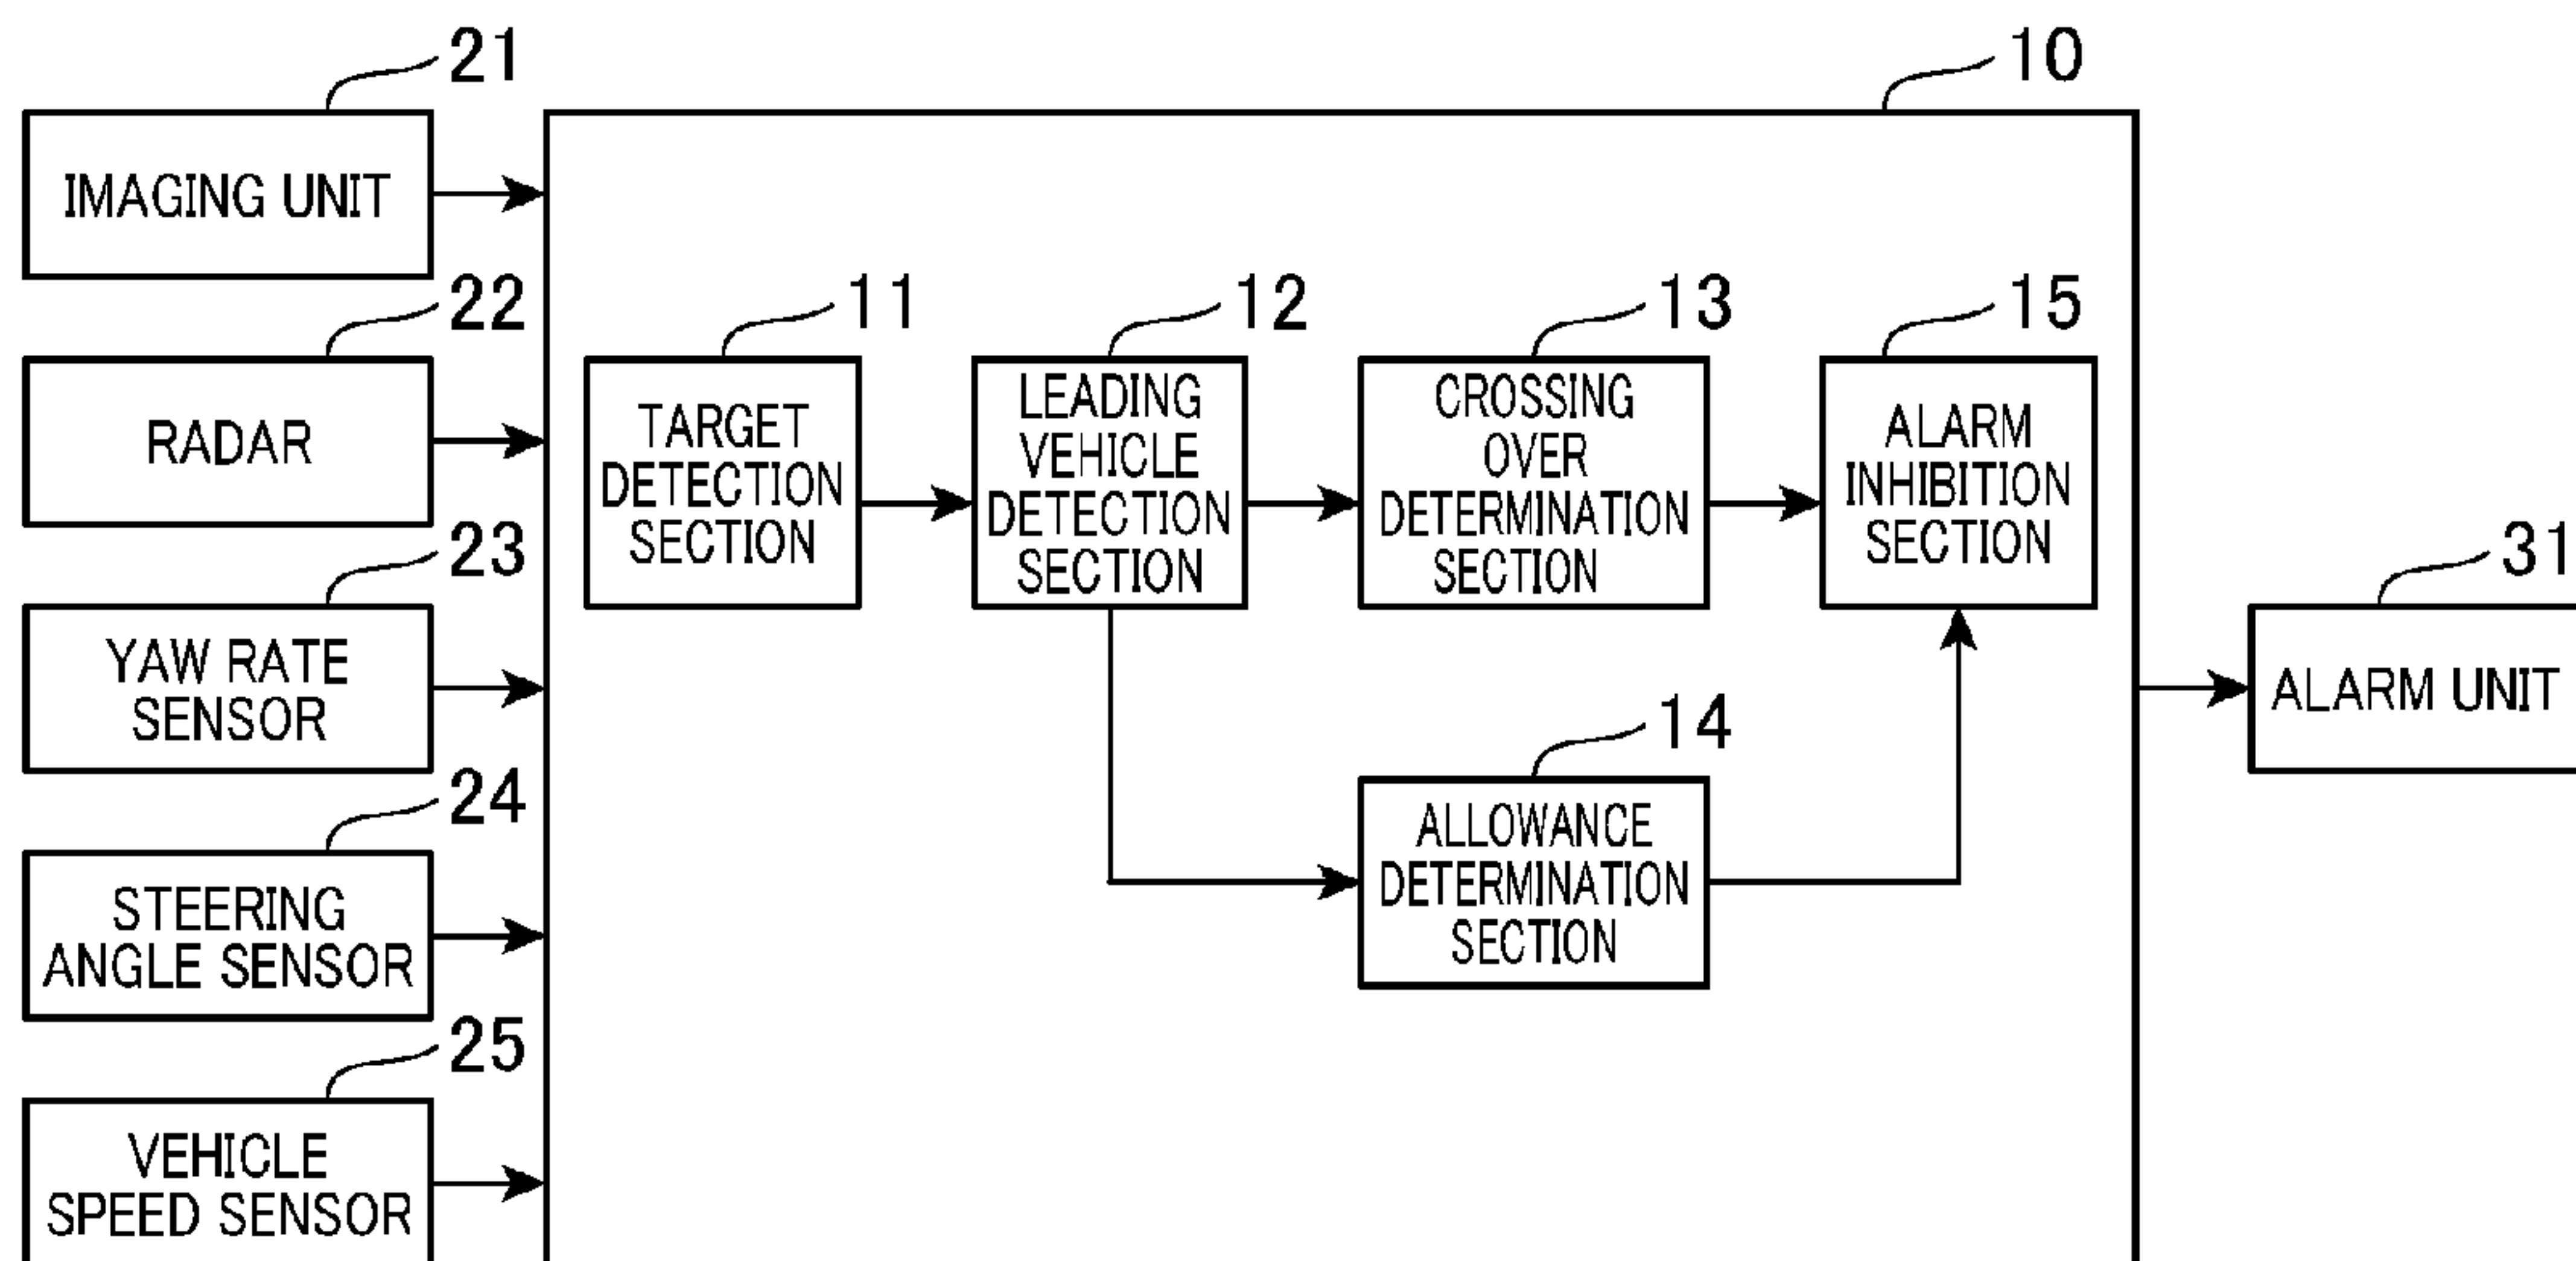 21
IMAGING UNIT
22
RADAR
23
YAW RATE
SENSOR
24
STEERING
ANGLE SENSOR
25
VEHICLE
SPEED SENSOR
10
11
TARGET
DETECTION
SECTION
12
LEADING
VEHICLE
DETECTION
SECTION
13
CROSSING
OVER
DETERMINATION
SECTION
15
ALARM
INHIBITION
SECTION
14
ALLOWANCE
DETERMINATION
SECTION
31
ALARM UNIT